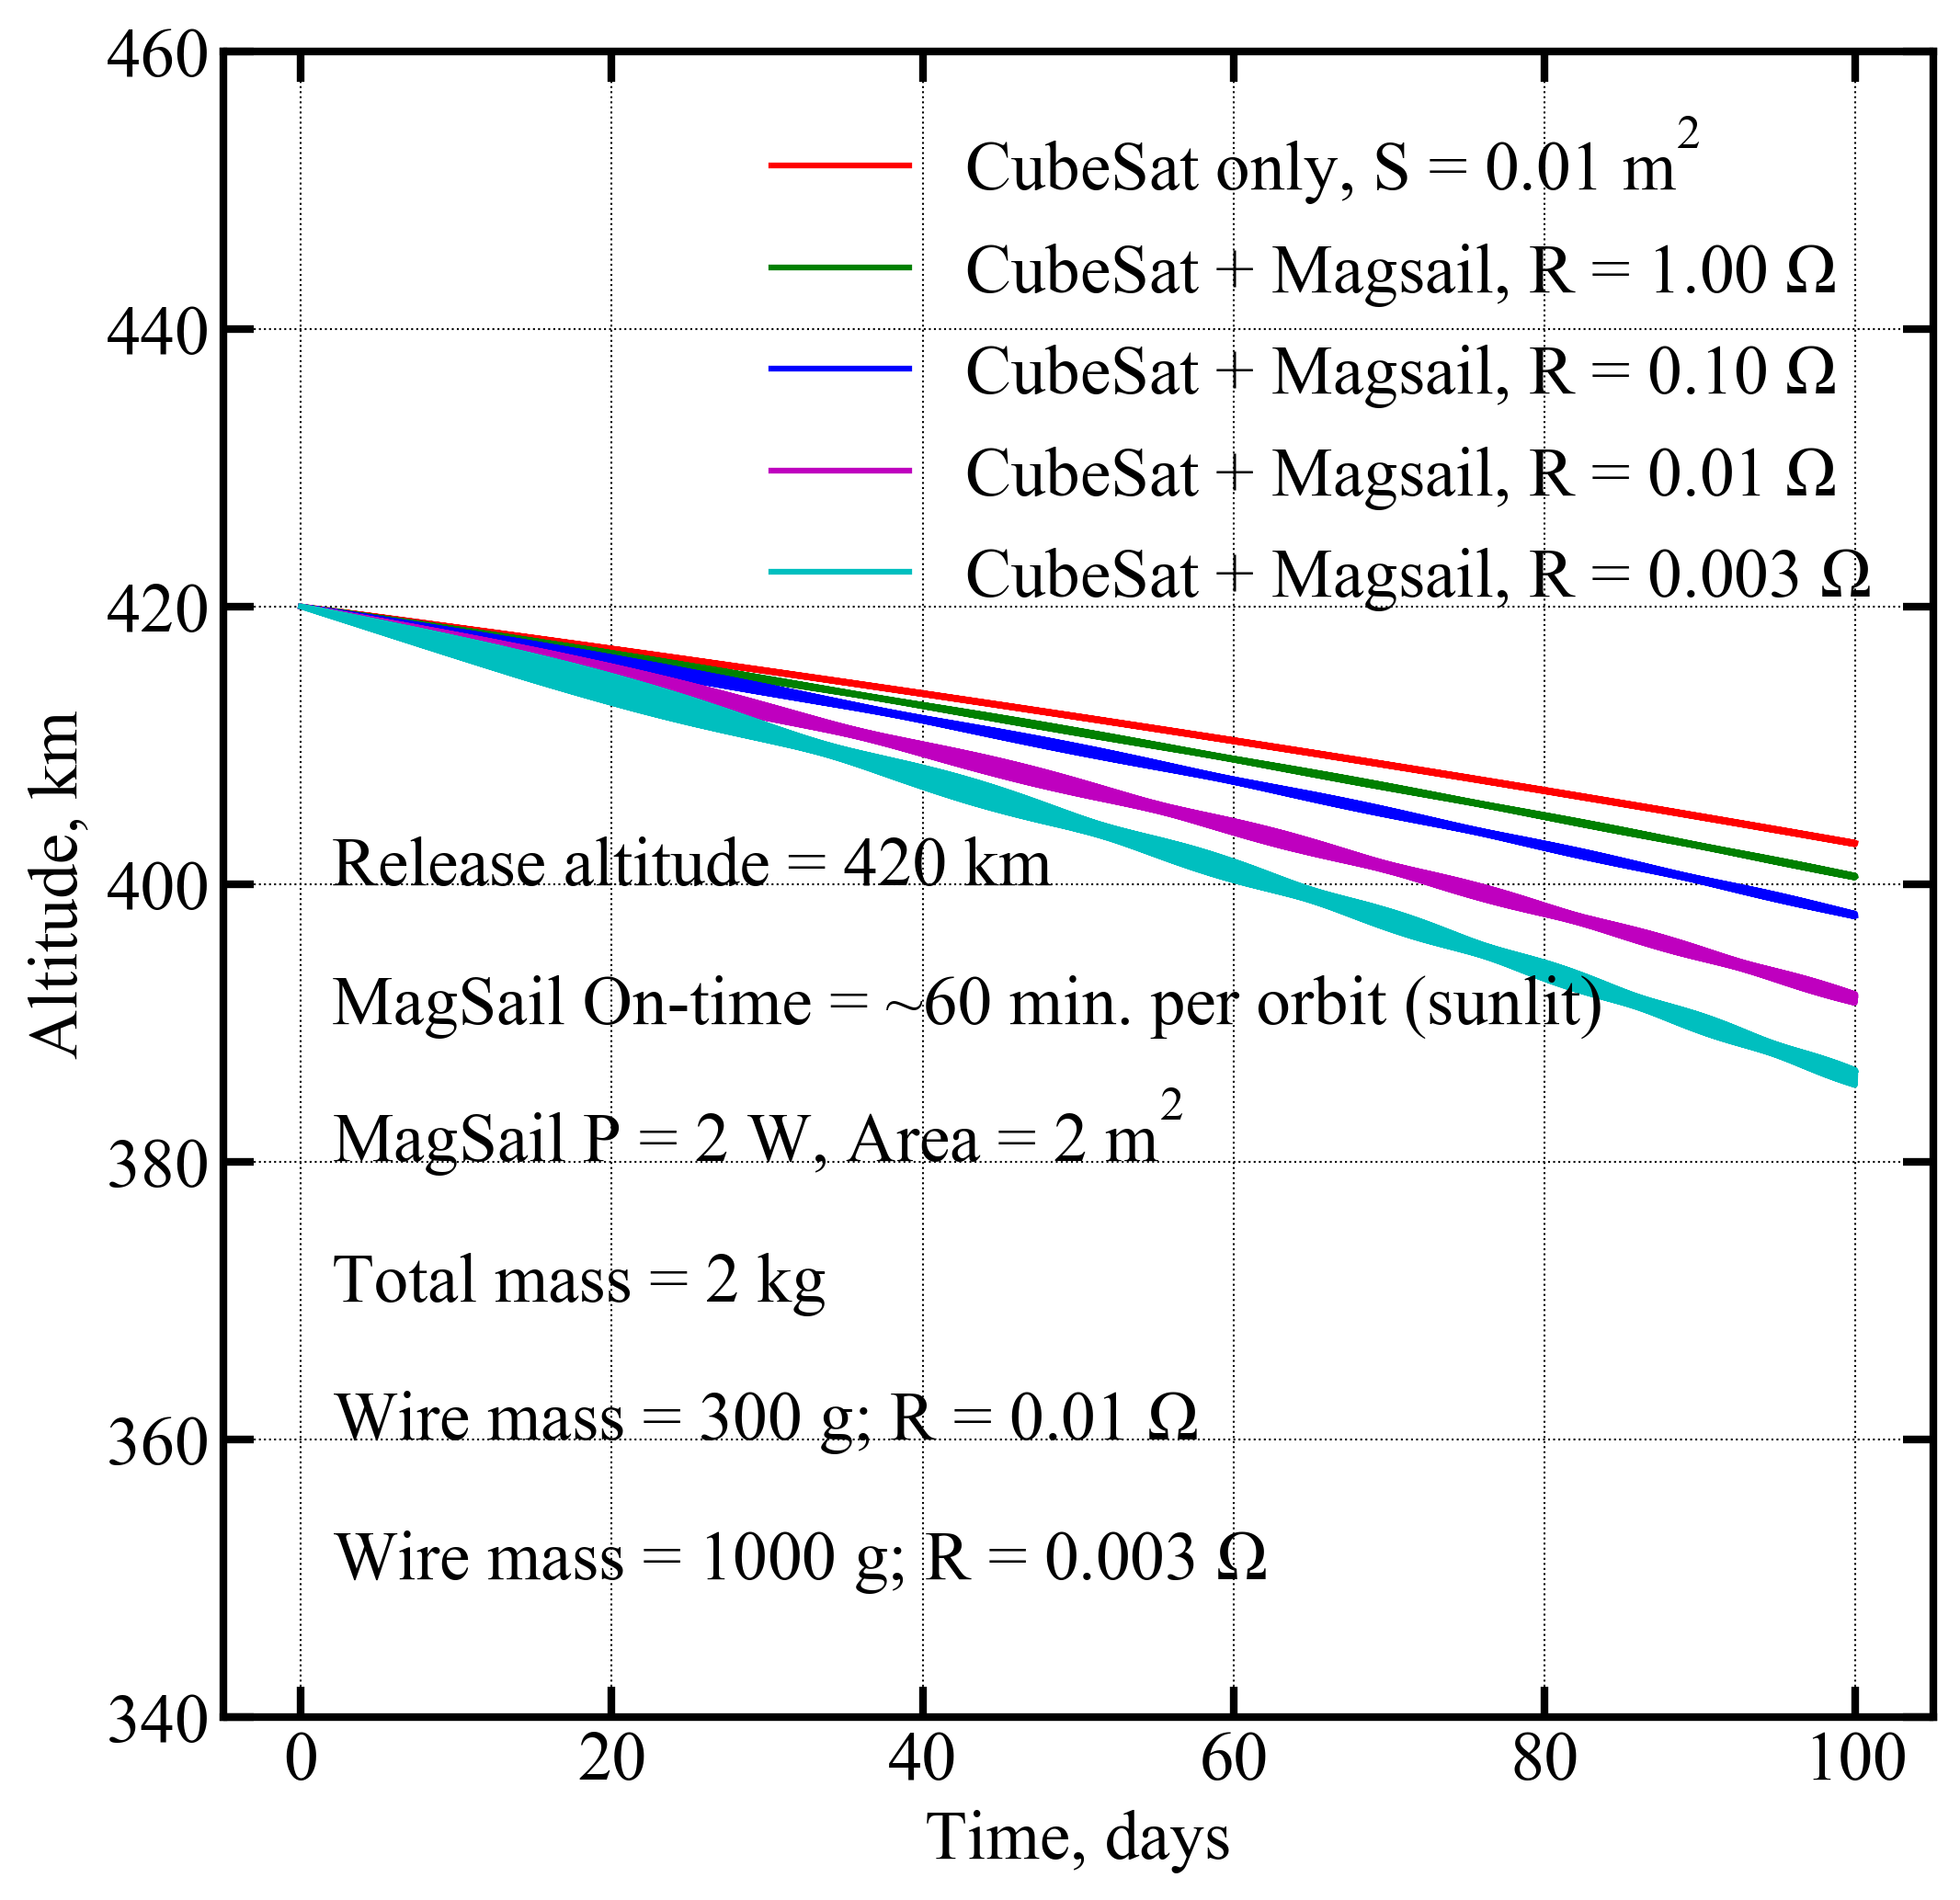 460
440
420
400
380
360
340
Altitude, km
CubeSat only, S = 0.01 m²
CubeSat + Magsail, R = 1.00 Ω
CubeSat + Magsail, R = 0.10 Ω
CubeSat + Magsail, R = 0.01 Ω
CubeSat + Magsail, R = 0.003 Ω
Release altitude = 420 km
MagSail On-time = ~60 min. per orbit (sunlit)
MagSail P = 2 W, Area = 2 m²
Total mass = 2 kg
Wire mass = 300 g; R = 0.01 Ω
Wire mass = 1000 g; R = 0.003 Ω
0 20 40 60 80 100
Time, days